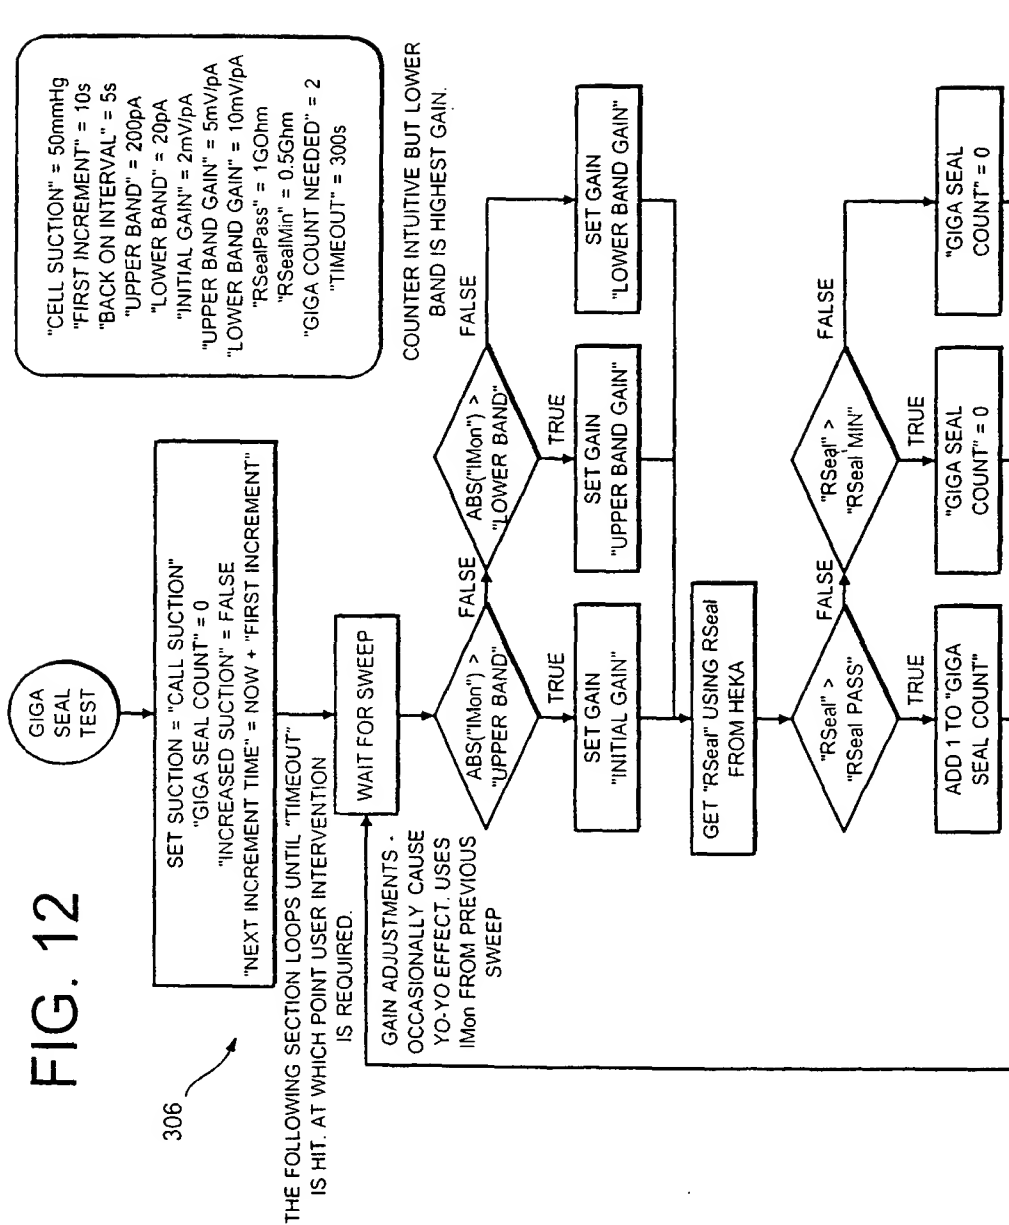 FIG. 12
306
GIGA
SEAL
TEST
SET SUCTION = "CALL SUCTION"
"GIGA SEAL COUNT" = 0
"INCREASED SUCTION" = FALSE
"NEXT INCREMENT TIME" = NOW + "FIRST INCREMENT"
"CELL SUCTION" = 50mmHg
"FIRST INCREMENT" = 10s
"BACK ON INTERVAL" = 5s
"UPPER BAND" = 200pA
"LOWER BAND" = 20pA
"INITIAL GAIN" = 2mV/pA
"UPPER BAND GAIN" = 5mV/pA
"LOWER BAND GAIN" = 10mV/pA
"RSealPass" = 1GOhm
"RSealMin" = 0.5Ghm
"GIGA COUNT NEEDED" = 2
"TIMEOUT" = 300s
THE FOLLOWING SECTION LOOPS UNTIL "TIMEOUT"
IS HIT. AT WHICH POINT USER INTERVENTION
IS REQUIRED.
WAIT FOR SWEEP
GAIN ADJUSTMENTS -
OCCASIONALLY CAUSE
YO-YO EFFECT. USES
IMon FROM PREVIOUS
SWEEP
COUNTER INTUITIVE BUT LOWER
BAND IS HIGHEST GAIN.
ABS("IMon") >
"UPPER BAND"
FALSE
ABS("IMon") >
"LOWER BAND"
FALSE
TRUE
TRUE
SET GAIN
"INITIAL GAIN"
SET GAIN
"UPPER BAND GAIN"
SET GAIN
"LOWER BAND GAIN"
GET "RSeal" USING RSeal
FROM HEKA
"RSeal" >
"RSeal PASS"
FALSE
"RSeal" >
"RSeal MIN"
FALSE
TRUE
TRUE
ADD 1 TO "GIGA
SEAL COUNT"
"GIGA SEAL
COUNT" = 0
"GIGA SEAL
COUNT" = 0